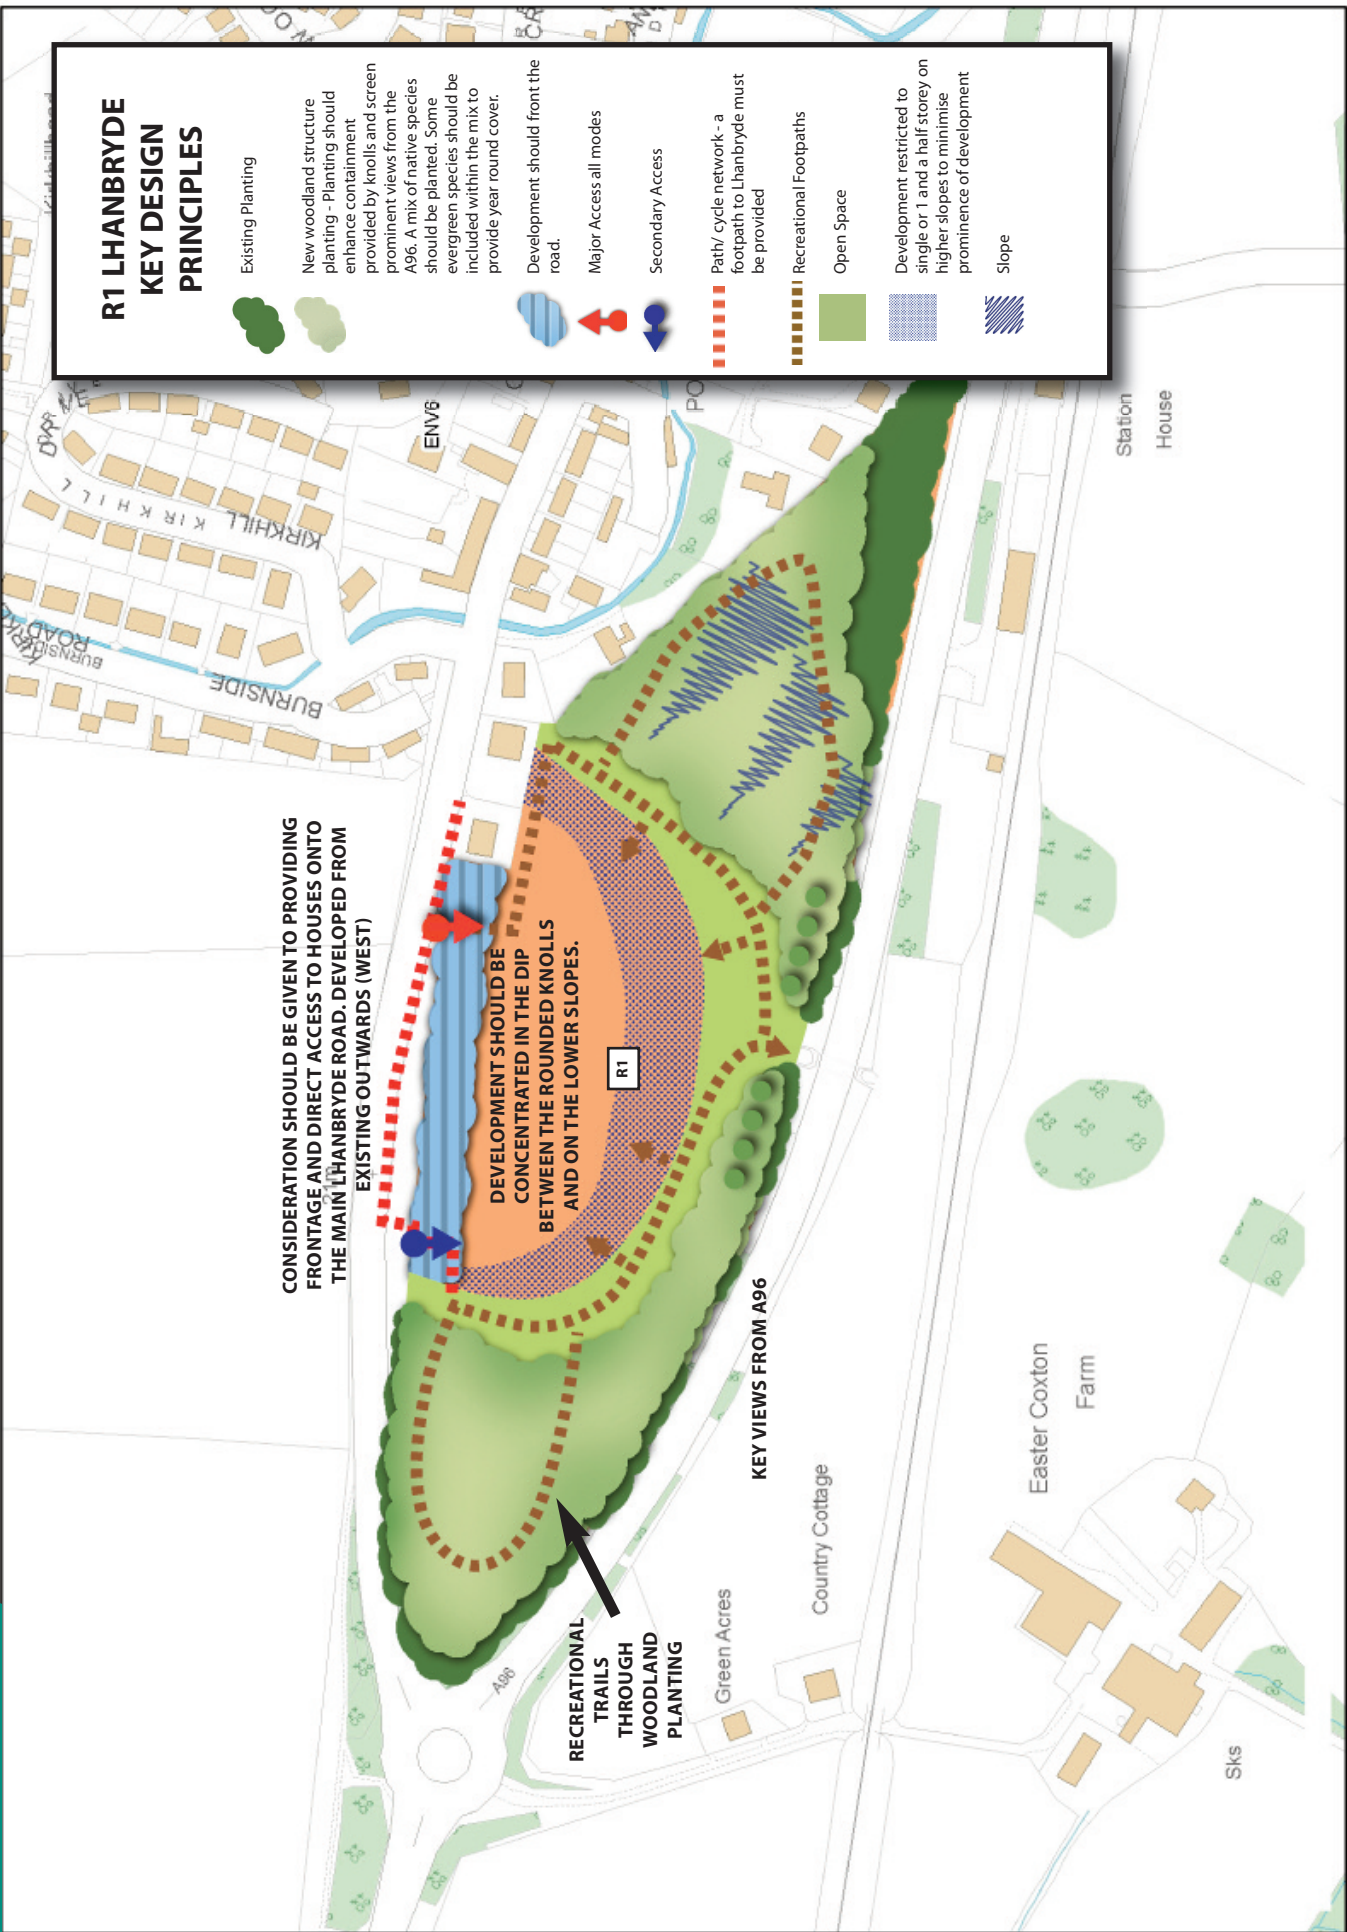 R1 LHANBRYDE
KEY DESIGN
PRINCIPLES
Existing Planting
New woodland structure
planting - Planting should
enhance containment
provided by knolls and screen
prominent views from the
A96. A mix of native species
should be planted. Some
evergreen species should be
included within the mix to
provide year round cover.
Development should front the
road.
Major Access all modes
Secondary Access
Path/ cycle network - a
footpath to Lhanbryde must
be provided
Recreational Footpaths
Open Space
Development restricted to
single or 1 and a half storey on
higher slopes to minimise
prominence of development
Slope
CONSIDERATION SHOULD BE GIVEN TO PROVIDING
FRONTAGE AND DIRECT ACCESS TO HOUSES ONTO
THE MAIN LHANBRYDE ROAD. DEVELOPED FROM
EXISTING OUTWARDS (WEST)
21m
DEVELOPMENT SHOULD BE
CONCENTRATED IN THE DIP
BETWEEN THE ROUNDED KNOLLS
AND ON THE LOWER SLOPES.
R1
KEY VIEWS FROM A96
RECREATIONAL
TRAILS
THROUGH
WOODLAND
PLANTING
A96
Green Acres
Country Cottage
Easter Coxton
Farm
Sks
Station
House
ENV6
PO
KIRKHILL
KIRKHILL
BURNSIDE
BURNSIDE
ROAD